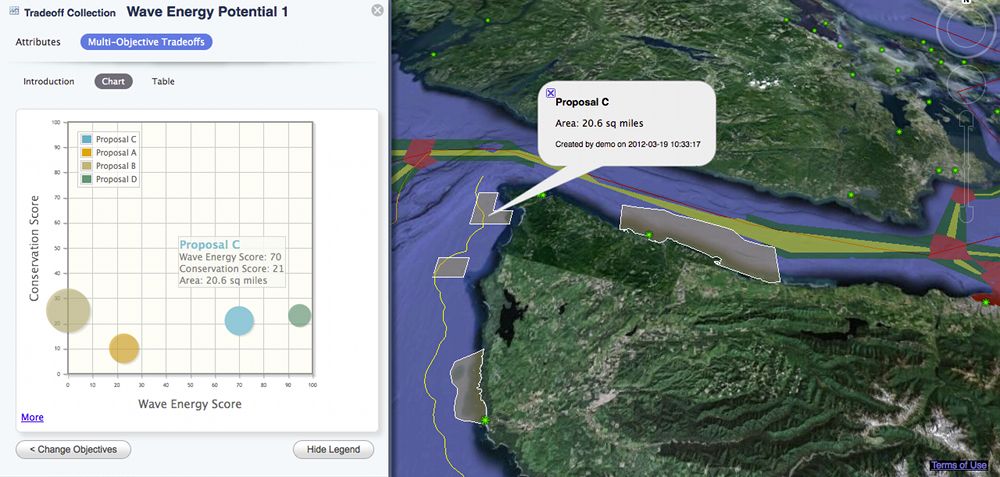 Tradeoff Collection Wave Energy Potential 1
Attributes Multi-Objective Tradeoffs
Introduction Chart Table
100
90
80
70
60
50
40
30
20
10
0
Conservation Score
Proposal C
Proposal A
Proposal B
Proposal D
Proposal C
Wave Energy Score: 70
Conservation Score: 21
Area: 20.6 sq miles
0 10 20 30 40 50 60 70 80 90 100
Wave Energy Score
More
< Change Objectives Hide Legend
Proposal C
Area: 20.6 sq miles
Created by demo on 2012-03-19 10:33:17
N
Terms of Use